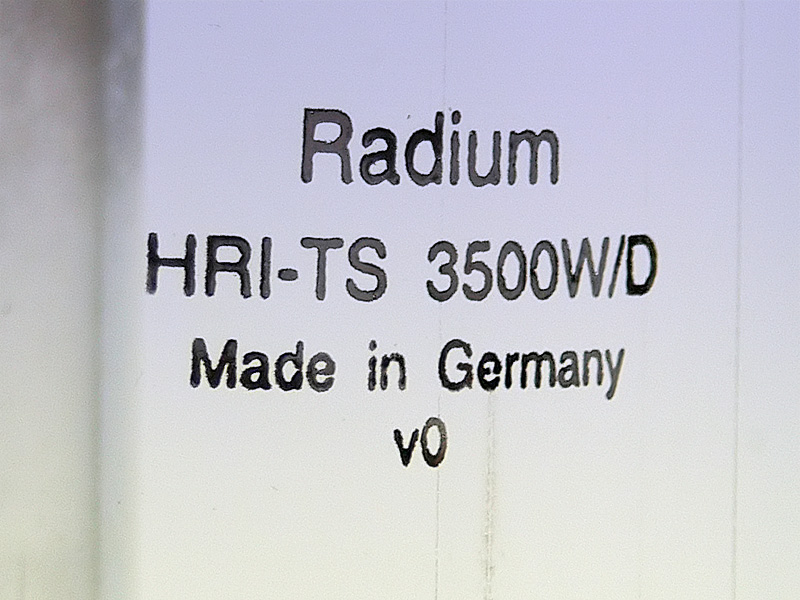 Radium
HRI-TS 3500W/D
Made in Germany
v0